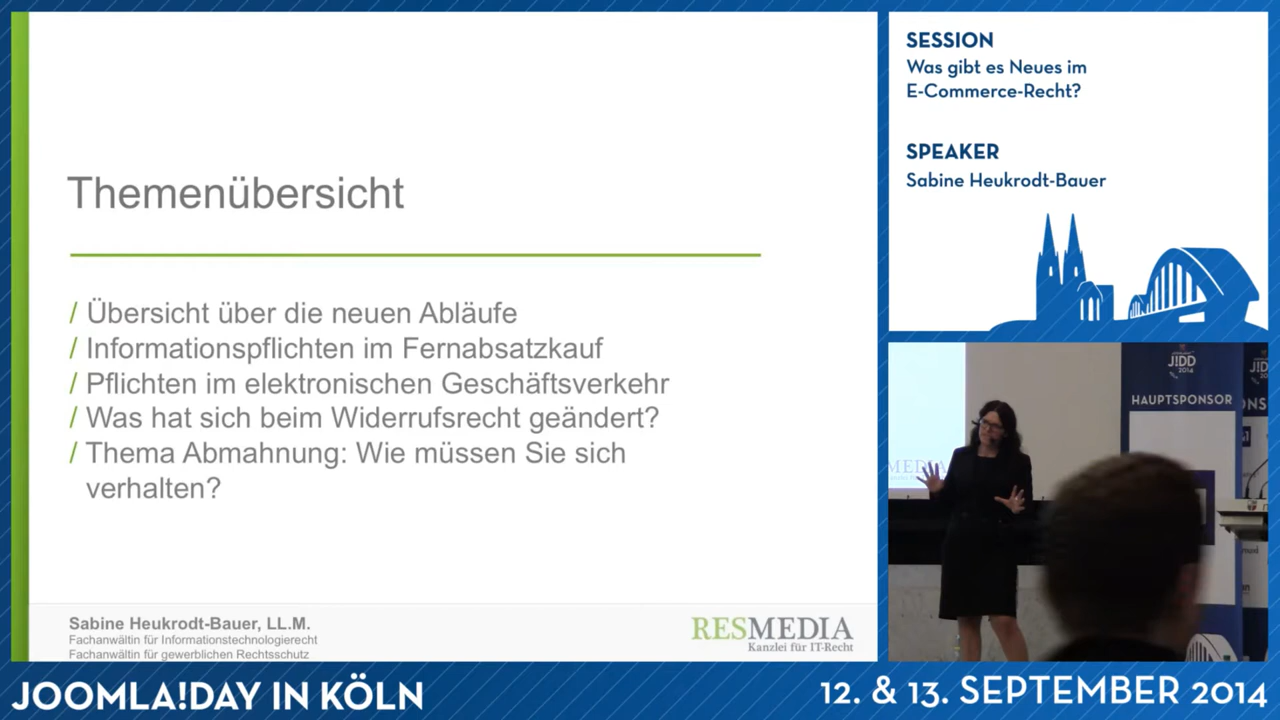 Themenübersicht
/ Übersicht über die neuen Abläufe
/ Informationspflichten im Fernabsatzkauf
/ Pflichten im elektronischen Geschäftsverkehr
/ Was hat sich beim Widerrufsrecht geändert?
/ Thema Abmahnung: Wie müssen Sie sich
verhalten?
Sabine Heukrodt-Bauer, LL.M.
Fachanwältin für Informationstechnologierecht
Fachanwältin für gewerblichen Rechtsschutz
RESMEDIA
Kanzlei für IT-Recht
SESSION
Was gibt es Neues im
E-Commerce-Recht?
SPEAKER
Sabine Heukrodt-Bauer
J!DD
2014
HAUPTSPONSOR
MEDIA
JOOMLA!DAY IN KÖLN
12. & 13. SEPTEMBER 2014